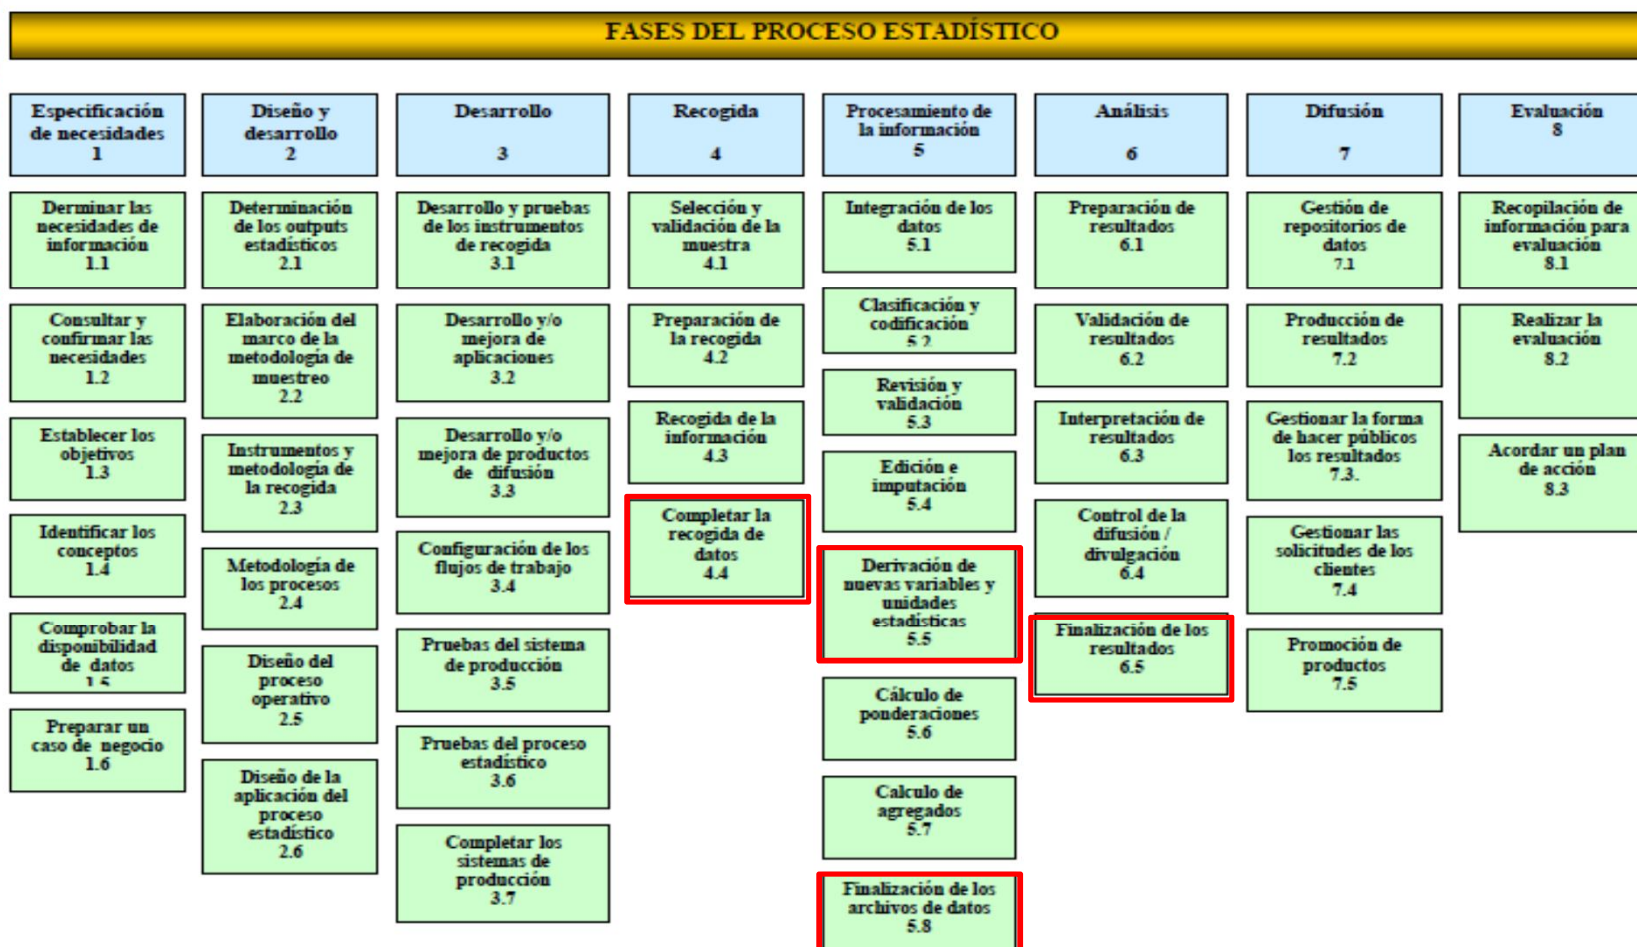 FASES DEL PROCESO ESTADÍSTICO
Especificación
de necesidades
1
Derminar las
necesidades de
información
1.1
Consultar y
confirmar las
necesidades
1.2
Establecer los
objetivos
1.3
Identificar los
conceptos
1.4
Comprobar la
disponibilidad
de datos
1.5
Preparar un
caso de negocio
1.6
Diseño y
desarrollo
2
Determinación
de los outputs
estadísticos
2.1
Elaboración del
marco de la
metodología de
muestreo
2.2
Instrumentos y
metodología de
la recogida
2.3
Metodología de
los procesos
2.4
Diseño del
proceso
operativo
2.5
Diseño de la
aplicación del
proceso
estadístico
2.6
Desarrollo
3
Desarrollo y pruebas
de los instrumentos
de recogida
3.1
Desarrollo y/o
mejora de
aplicaciones
3.2
Desarrollo y/o
mejora de productos
de difusión
3.3
Configuración de los
flujos de trabajo
3.4
Pruebas del sistema
de producción
3.5
Pruebas del proceso
estadístico
3.6
Completar los
sistemas de
producción
3.7
Recogida
4
Selección y
validación de la
muestra
4.1
Preparación de
la recogida
4.2
Recogida de la
información
4.3
Completar la
recogida de
datos
4.4
Procesamiento de
la información
5
Integración de los
datos
5.1
Clasificación y
codificación
5.2
Revisión y
validación
5.3
Edición e
imputación
5.4
Derivación de
nuevas variables y
unidades
estadísticas
5.5
Cálculo de
ponderaciones
5.6
Calculo de
agregados
5.7
Finalización de los
archivos de datos
5.8
Análisis
6
Preparación de
resultados
6.1
Validación de
resultados
6.2
Interpretación de
resultados
6.3
Control de la
difusión /
divulgación
6.4
Finalización de los
resultados
6.5
Difusión
7
Gestión de
repositorios de
datos
7.1
Producción de
resultados
7.2
Gestionar la forma
de hacer públicos
los resultados
7.3.
Gestionar las
solicitudes de los
clientes
7.4
Promoción de
productos
7.5
Evaluación
8
Recopilación de
información para
evaluación
8.1
Realizar la
evaluación
8.2
Acordar un plan
de acción
8.3